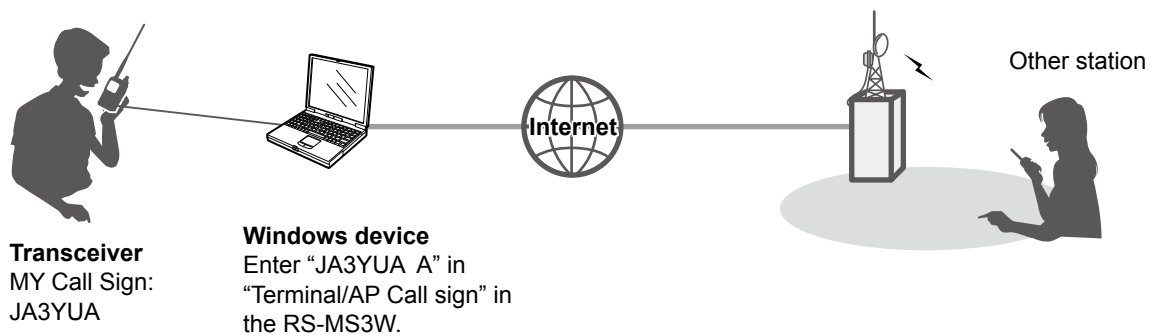 Internet
Other station
Transceiver
MY Call Sign:
JA3YUA
Windows device
Enter “JA3YUA  A” in
“Terminal/AP Call sign” in
the RS-MS3W.